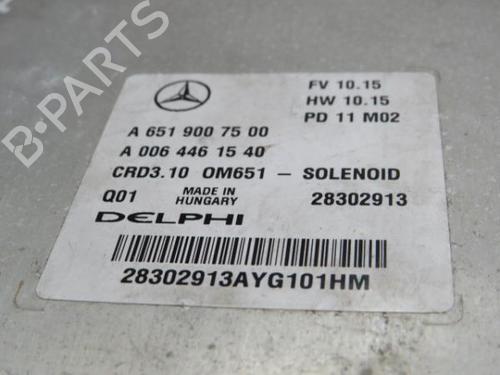 FV 10.15
HW 10.15
PD 11 M02
A 651 900 75 00
A 006 446 15 40
CRD3.10 OM651 - SOLENOID
Q01 MADE IN HUNGARY 28302913
DELPHI
28302913AYG101HM
B-PARTS